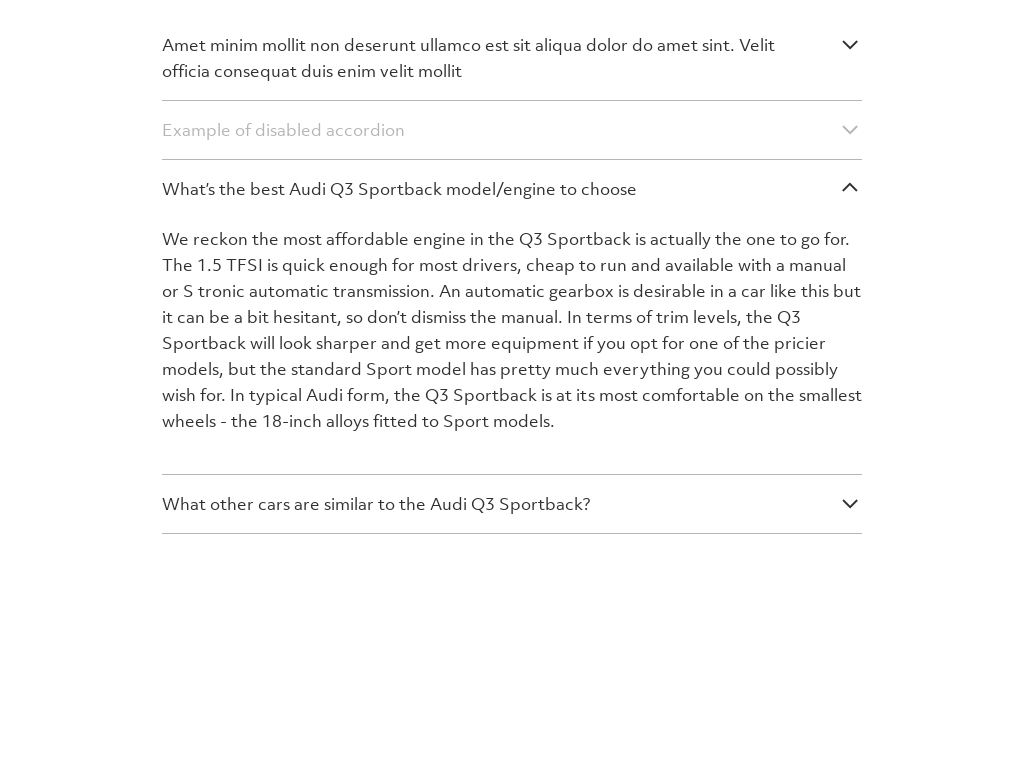 Amet minim mollit non deserunt ullamco est sit aliqua dolor do amet sint. Velit
officia consequat duis enim velit mollit
Example of disabled accordion
What's the best Audi Q3 Sportback model/engine to choose
We reckon the most affordable engine in the Q3 Sportback is actually the one to go for.
The 1.5 TFSI is quick enough for most drivers, cheap to run and available with a manual
or S tronic automatic transmission. An automatic gearbox is desirable in a car like this but
it can be a bit hesitant, so don't dismiss the manual. In terms of trim levels, the Q3
Sportback will look sharper and get more equipment if you opt for one of the pricier
models, but the standard Sport model has pretty much everything you could possibly
wish for. In typical Audi form, the Q3 Sportback is at its most comfortable on the smallest
wheels - the 18-inch alloys fitted to Sport models.
What other cars are similar to the Audi Q3 Sportback?